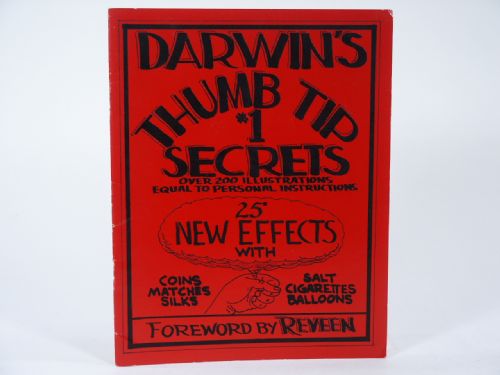 DARWIN'S
THUMB TIP
#1
SECRETS
OVER 200 ILLUSTRATIONS
EQUAL TO PERSONAL INSTRUCTIONS
25
NEW EFFECTS
WITH
COINS
MATCHES
SILKS
SALT
CIGARETTES
BALLOONS
FOREWORD BY REVEEN